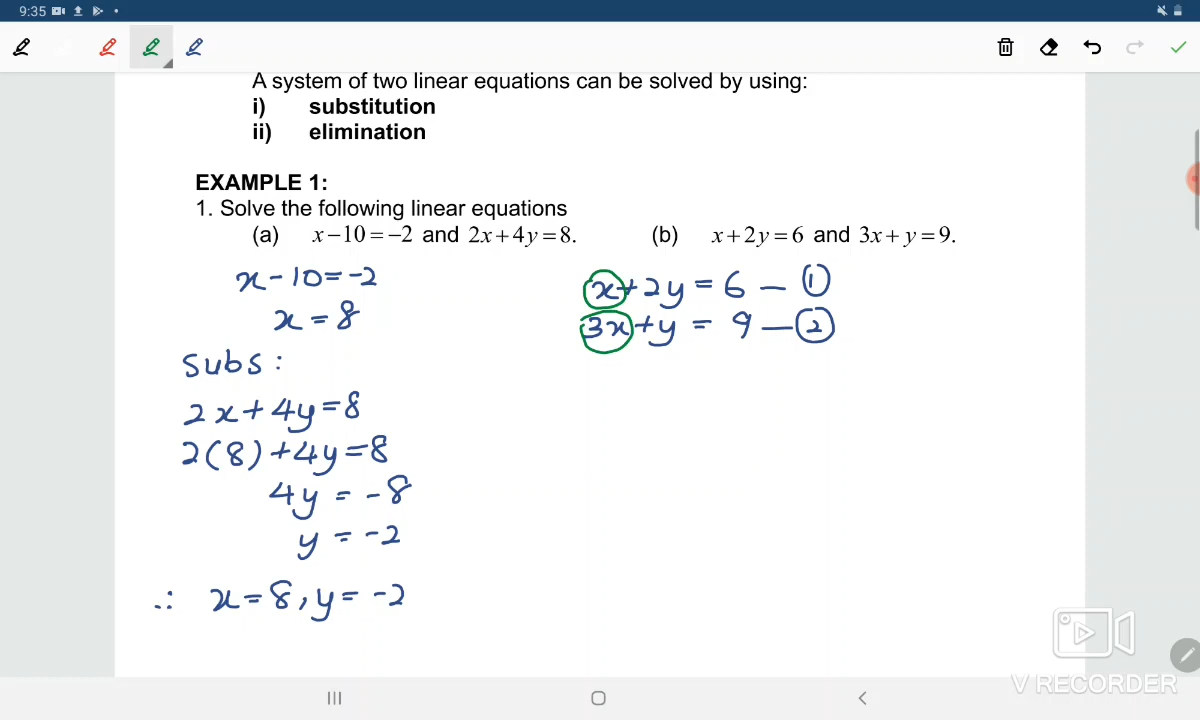 9:35
A system of two linear equations can be solved by using:
i) substitution
ii) elimination
EXAMPLE 1:
1. Solve the following linear equations
(a) x−10=−2 and 2x+4y=8. (b) x+2y=6 and 3x+y=9.
x - 10 = -2
x = 8
subs :
2x + 4y = 8
2(8) + 4y = 8
4y = -8
y = -2
∴ x = 8, y = -2
x + 2y = 6 — ①
3x + y = 9 — ②
V RECORDER